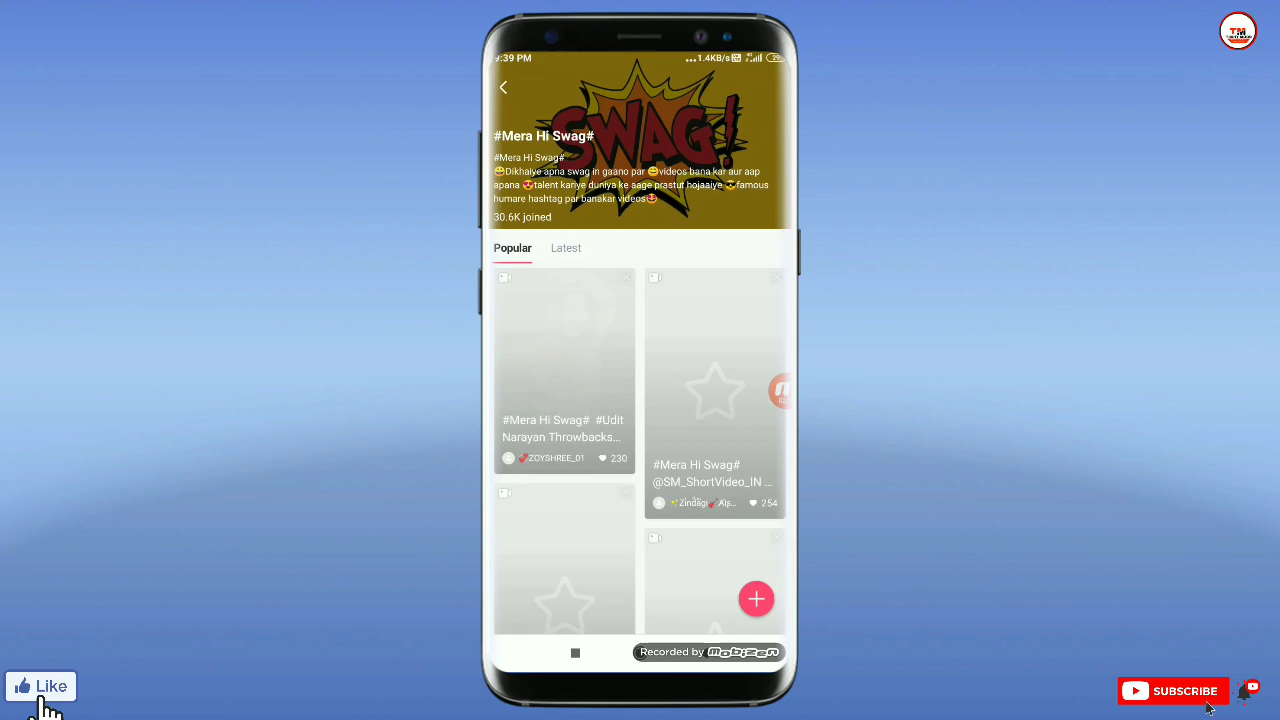 TM
9:39 PM
...1.4KB/s
29
SWAG!
#Mera Hi Swag#
#Mera Hi Swag#
😀Dikhaiye apna swag in gaano par 😄videos bana kar aur aap
apana 😍talent kariye duniya ke aage prastut hojaaiye 😎famous
humare hashtag par banakar videos🤩
30.6K joined
Popular Latest
#Mera Hi Swag# #Udit
Narayan Throwbacks...
💞ZOYSHREE_01 230
#Mera Hi Swag#
@SM_ShortVideo_IN ...
254
Recorded by mobizen
Like
SUBSCRIBE